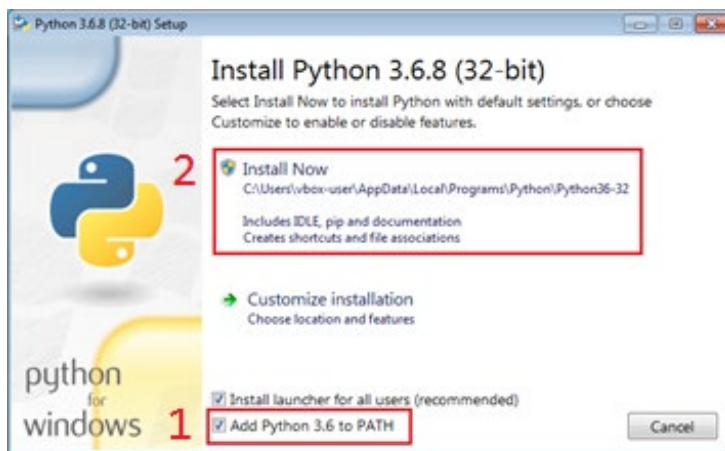 Python 3.6.8 (32-bit) Setup
Install Python 3.6.8 (32-bit)
Select Install Now to install Python with default settings, or choose
Customize to enable or disable features.
2
Install Now
C:\Users\vbox-user\AppData\Local\Programs\Python\Python36-32
Includes IDLE, pip and documentation
Creates shortcuts and file associations
Customize installation
Choose location and features
python
for
windows
Install launcher for all users (recommended)
1
Add Python 3.6 to PATH
Cancel